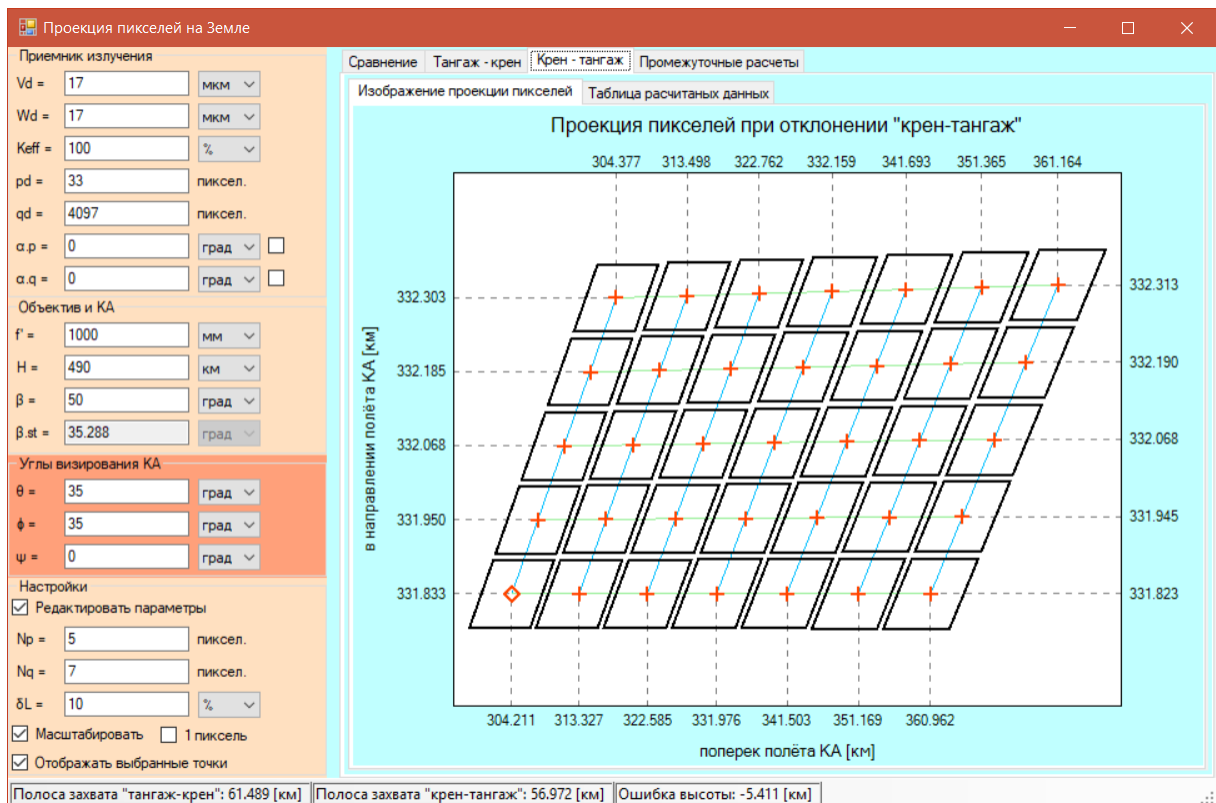 Проекция пикселей на Земле
Приемник излучения
Vd = 17 мкм
Wd = 17 мкм
Keff = 100 %
pd = 33 пиксел.
qd = 4097 пиксел.
α.p = 0 град
α.q = 0 град
Объектив и КА
f' = 1000 мм
H = 490 км
β = 50 град
β.st = 35.288 град
Углы визирования КА
θ = 35 град
ϕ = 35 град
ψ = 0 град
Настройки
Редактировать параметры
Np = 5 пиксел.
Nq = 7 пиксел.
δL = 10 %
Масштабировать 1 пиксель
Отображать выбранные точки
Сравнение Тангаж - крен Крен - тангаж Промежуточные расчеты
Изображение проекции пикселей Таблица расчитаных данных
Проекция пикселей при отклонении "крен-тангаж"
304.377 313.498 322.762 332.159 341.693 351.365 361.164
332.303 332.313
332.185 332.190
332.068 332.068
331.950 331.945
331.833 331.823
в направлении полёта КА [км]
304.211 313.327 322.585 331.976 341.503 351.169 360.962
поперек полёта КА [км]
Полоса захвата "тангаж-крен": 61.489 [км] Полоса захвата "крен-тангаж": 56.972 [км] Ошибка высоты: -5.411 [км]